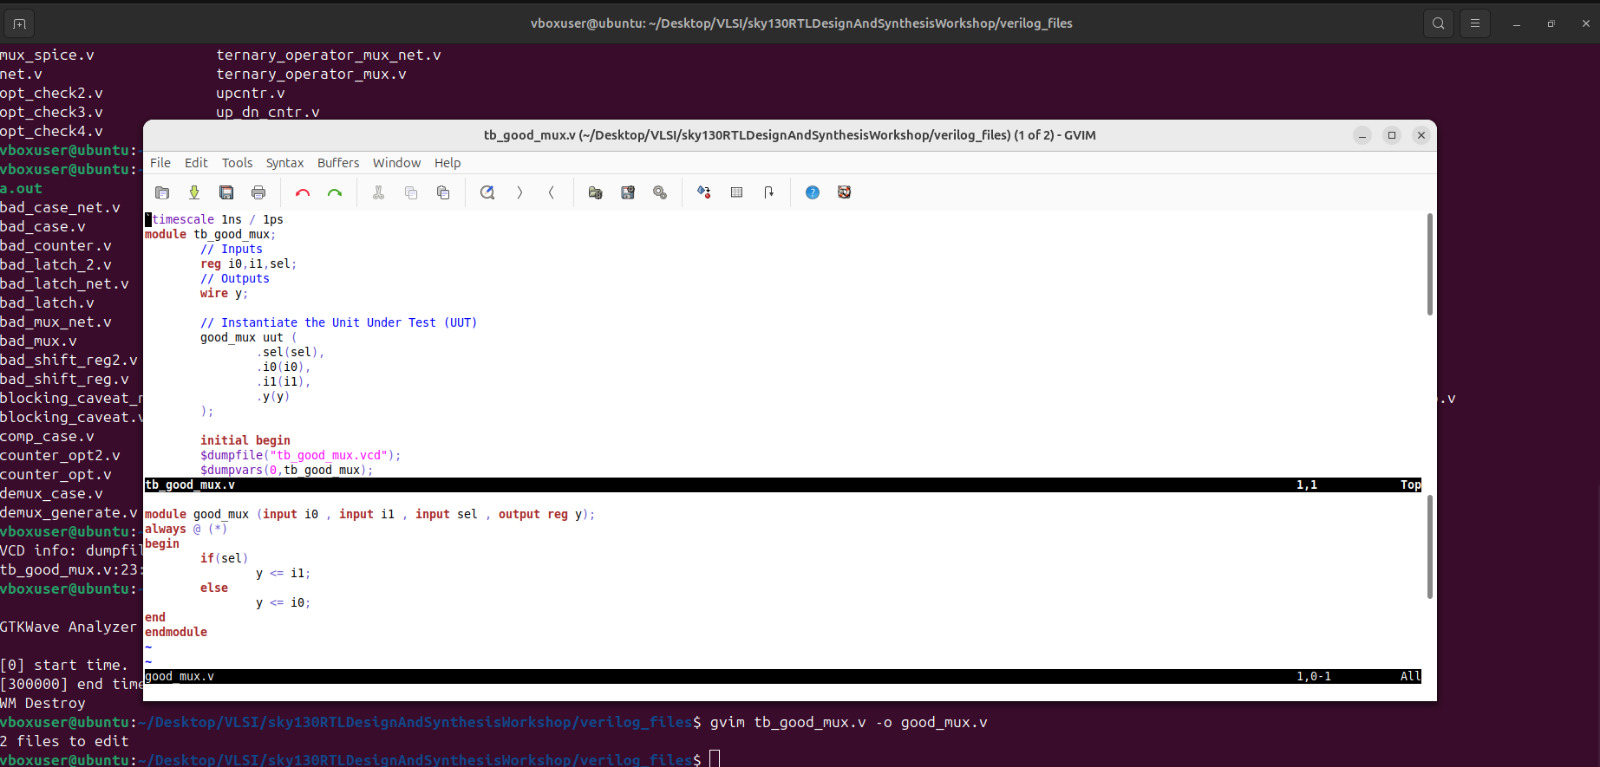 vboxuser@ubuntu: ~/Desktop/VLSI/sky130RTLDesignAndSynthesisWorkshop/verilog_files
mux_spice.v ternary_operator_mux_net.v
net.v ternary_operator_mux.v
opt_check2.v upcntr.v
opt_check3.v up_dn_cntr.v
opt_check4.v
vboxuser@ubuntu:
vboxuser@ubuntu:
a.out
bad_case_net.v
bad_case.v
bad_counter.v
bad_latch_2.v
bad_latch_net.v
bad_latch.v
bad_mux_net.v
bad_mux.v
bad_shift_reg2.v
bad_shift_reg.v
blocking_caveat_ .v
blocking_caveat.v
comp_case.v
counter_opt2.v
counter_opt.v
demux_case.v
demux_generate.v
vboxuser@ubuntu:
VCD info: dumpfil
tb_good_mux.v:23:
vboxuser@ubuntu:
GTKWave Analyzer
[0] start time.
[300000] end time
WM Destroy
vboxuser@ubuntu:~/Desktop/VLSI/sky130RTLDesignAndSynthesisWorkshop/verilog_files$ gvim tb_good_mux.v -o good_mux.v
2 files to edit
vboxuser@ubuntu:~/Desktop/VLSI/sky130RTLDesignAndSynthesisWorkshop/verilog_files$
tb_good_mux.v (~/Desktop/VLSI/sky130RTLDesignAndSynthesisWorkshop/verilog_files) (1 of 2) - GVIM
File Edit Tools Syntax Buffers Window Help
`timescale 1ns / 1ps
module tb_good_mux;
// Inputs
reg i0,i1,sel;
// Outputs
wire y;
// Instantiate the Unit Under Test (UUT)
good_mux uut (
.sel(sel),
.i0(i0),
.i1(i1),
.y(y)
);
initial begin
$dumpfile("tb_good_mux.vcd");
$dumpvars(0,tb_good_mux);
tb_good_mux.v 1,1 Top
module good_mux (input i0 , input i1 , input sel , output reg y);
always @ (*)
begin
if(sel)
y <= i1;
else
y <= i0;
end
endmodule
~
~
good_mux.v 1,0-1 All